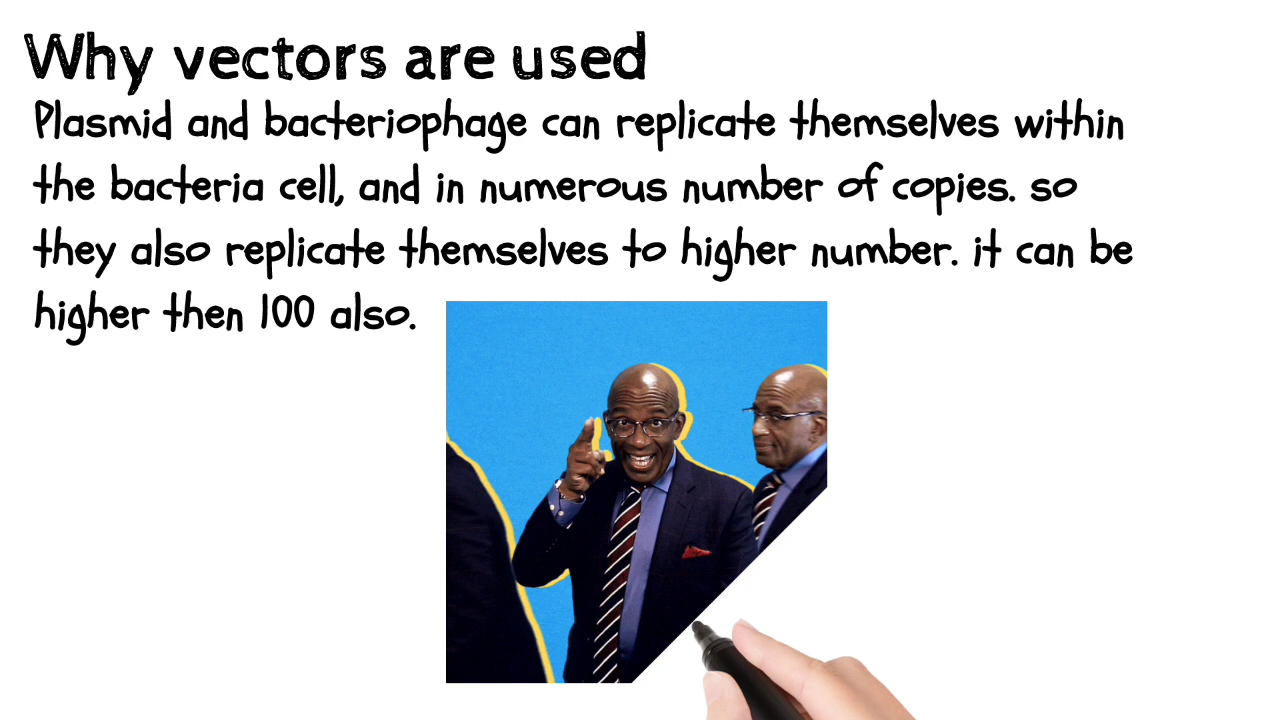 Why vectors are used
Plasmid and bacteriophage can replicate themselves within
the bacteria cell, and in numerous number of copies. so
they also replicate themselves to higher number. it can be
higher then 100 also.